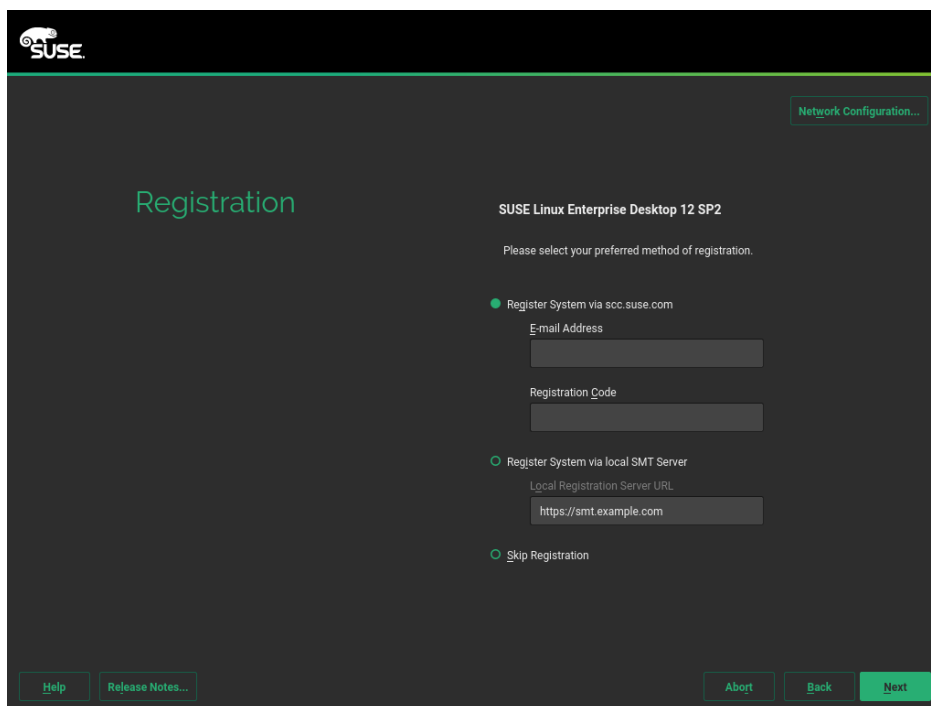 SUSE.
Network Configuration...
Registration
SUSE Linux Enterprise Desktop 12 SP2
Please select your preferred method of registration.
Register System via scc.suse.com
E-mail Address
Registration Code
Register System via local SMT Server
Local Registration Server URL
https://smt.example.com
Skip Registration
Help
Release Notes...
Abort
Back
Next